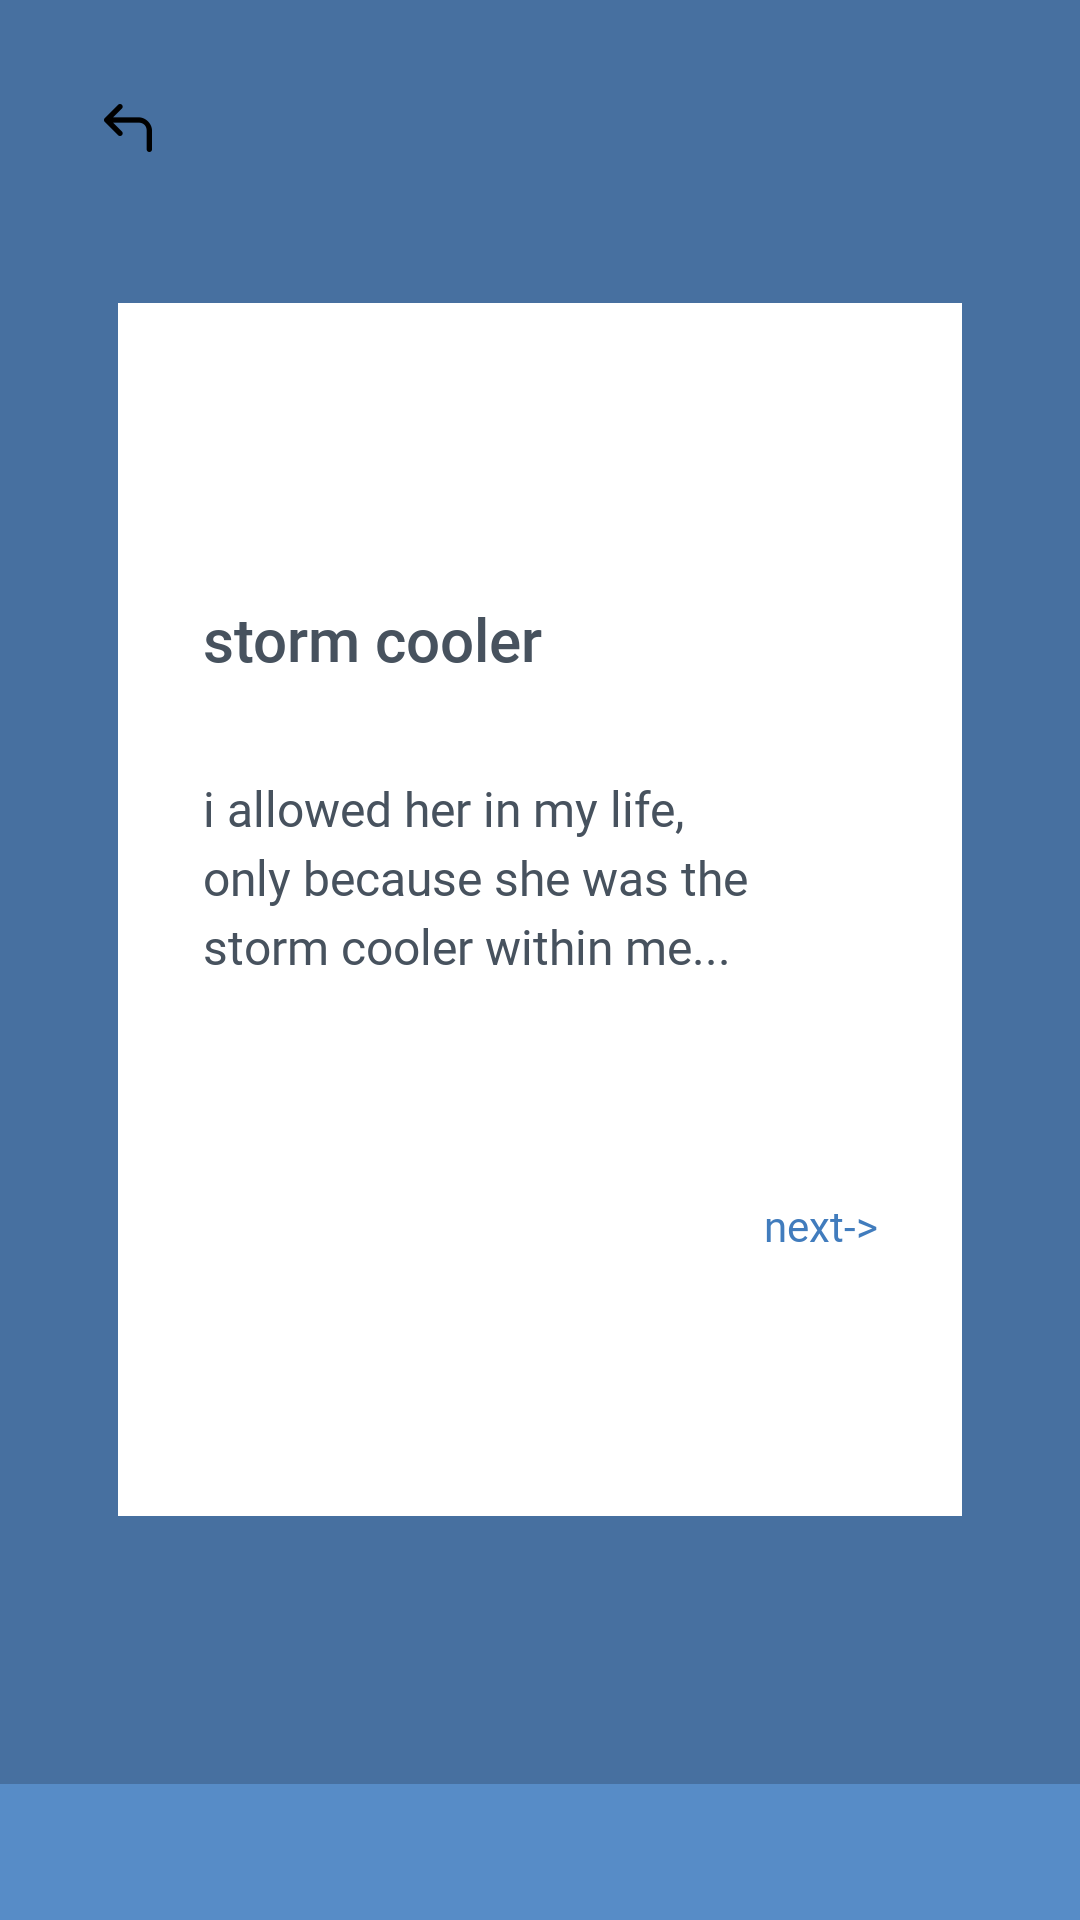 storm cooler
i allowed her in my life,
only because she was the
storm cooler within me...
next->